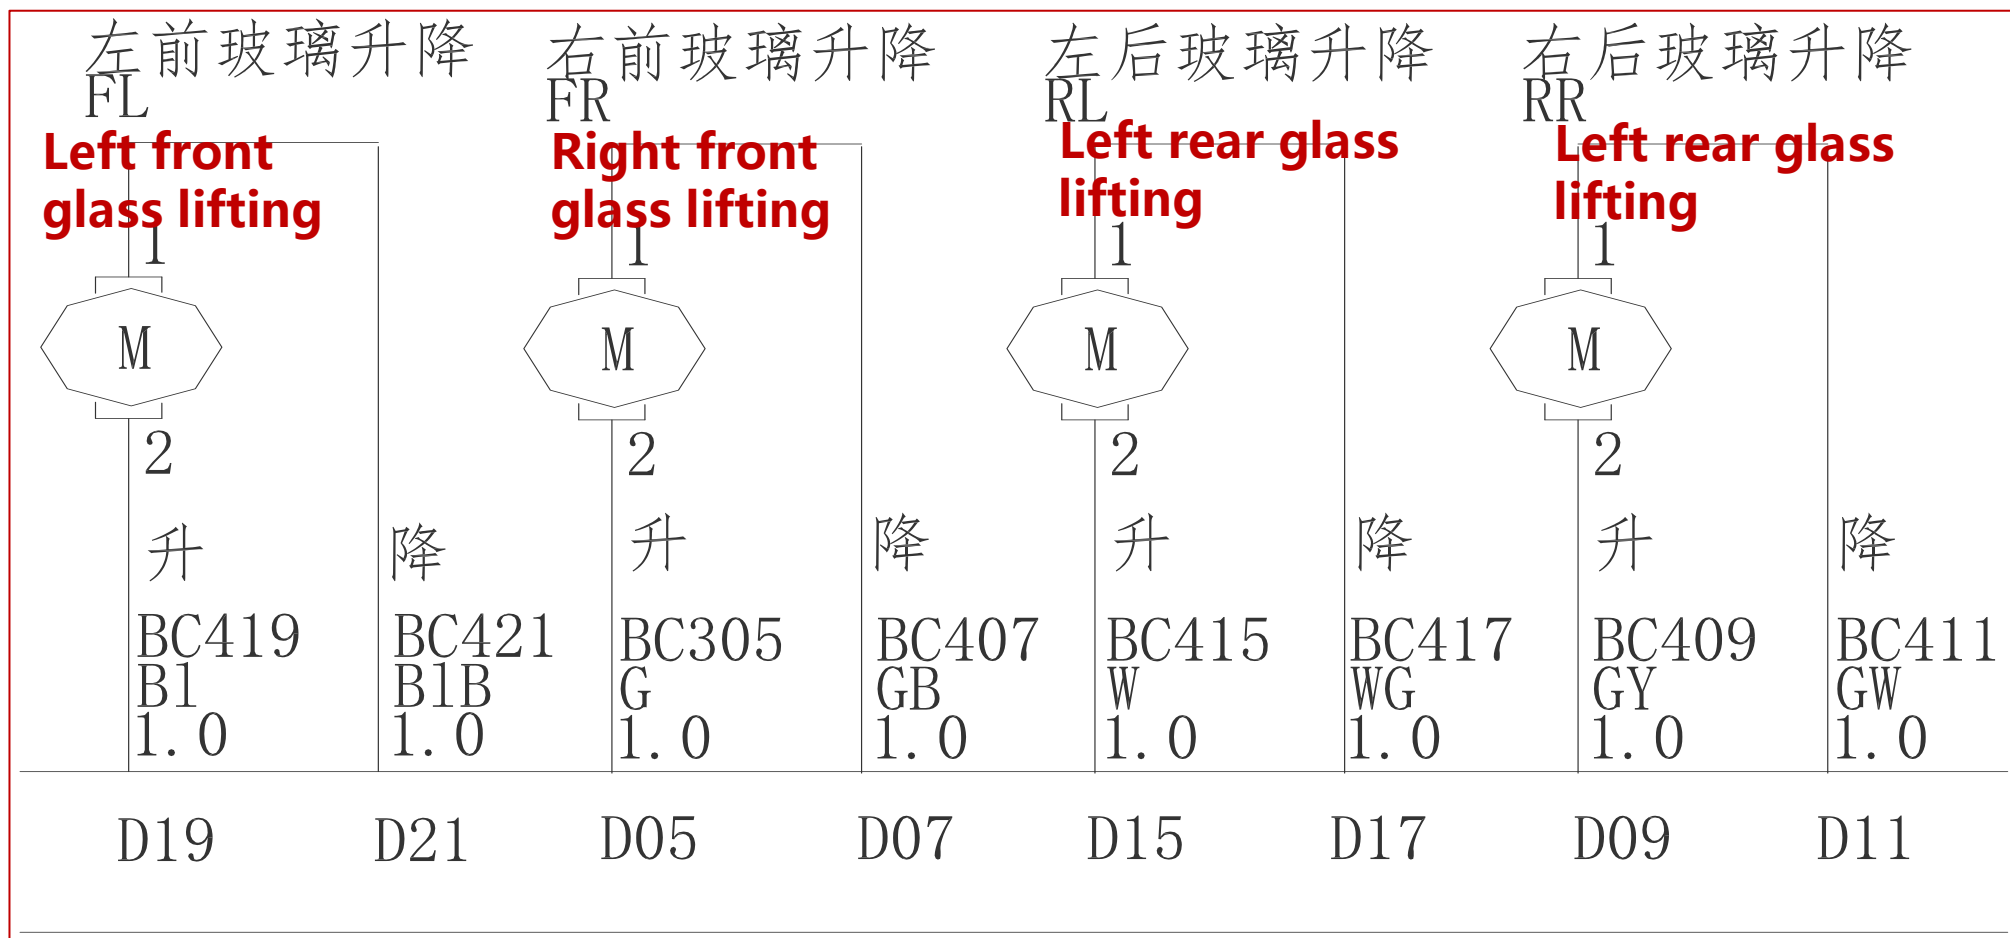 左前玻璃升降
FL
Left front
glass lifting
1
M
2
升
降
BC419
B1
1.0
BC421
B1B
1.0
D19
D21
右前玻璃升降
FR
Right front
glass lifting
1
M
2
升
降
BC305
G
1.0
BC407
GB
1.0
D05
D07
左后玻璃升降
RL
Left rear glass
lifting
1
M
2
升
降
BC415
W
1.0
BC417
WG
1.0
D15
D17
右后玻璃升降
RR
Left rear glass
lifting
1
M
2
升
降
BC409
GY
1.0
BC411
GW
1.0
D09
D11